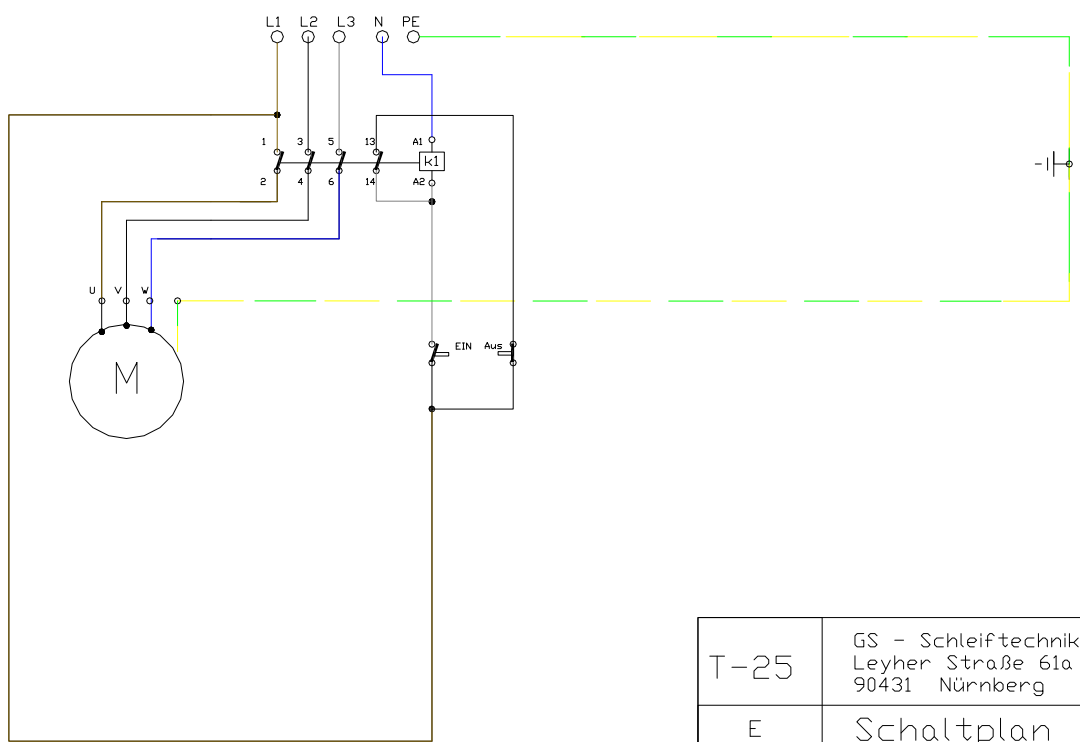 L1 L2 L3 N PE
1 3 5 13 A1
k1
2 4 6 14 A2
U V W
EIN Aus
M
T-25
GS - Schleiftechnik
Leyher Straße 61a
90431 Nürnberg
E
Schaltplan